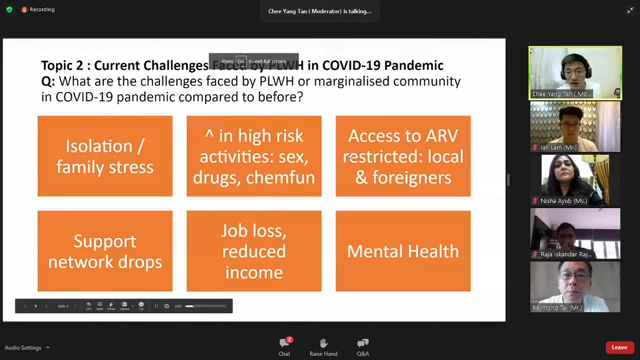 Recording
Chee Yang Tan ( Moderator) is talking...
Topic 2 : Current Challenges Faced by PLWH in COVID-19 Pandemic
Q: What are the challenges faced by PLWH or marginalised community
in COVID-19 pandemic compared to before?
Isolation /
family stress
^ in high risk
activities: sex,
drugs, chemfun
Access to ARV
restricted: local
& foreigners
Support
network drops
Job loss,
reduced
income
Mental Health
Chee Yang Tan ( Mo...
Ian Lam (Mr.)
Nisha Ayub (Ms.)
Raja Iskandar Raj...
Raymond Tai (Mr.)
Audio Settings
Chat
Raise Hand
Q&A
Leave